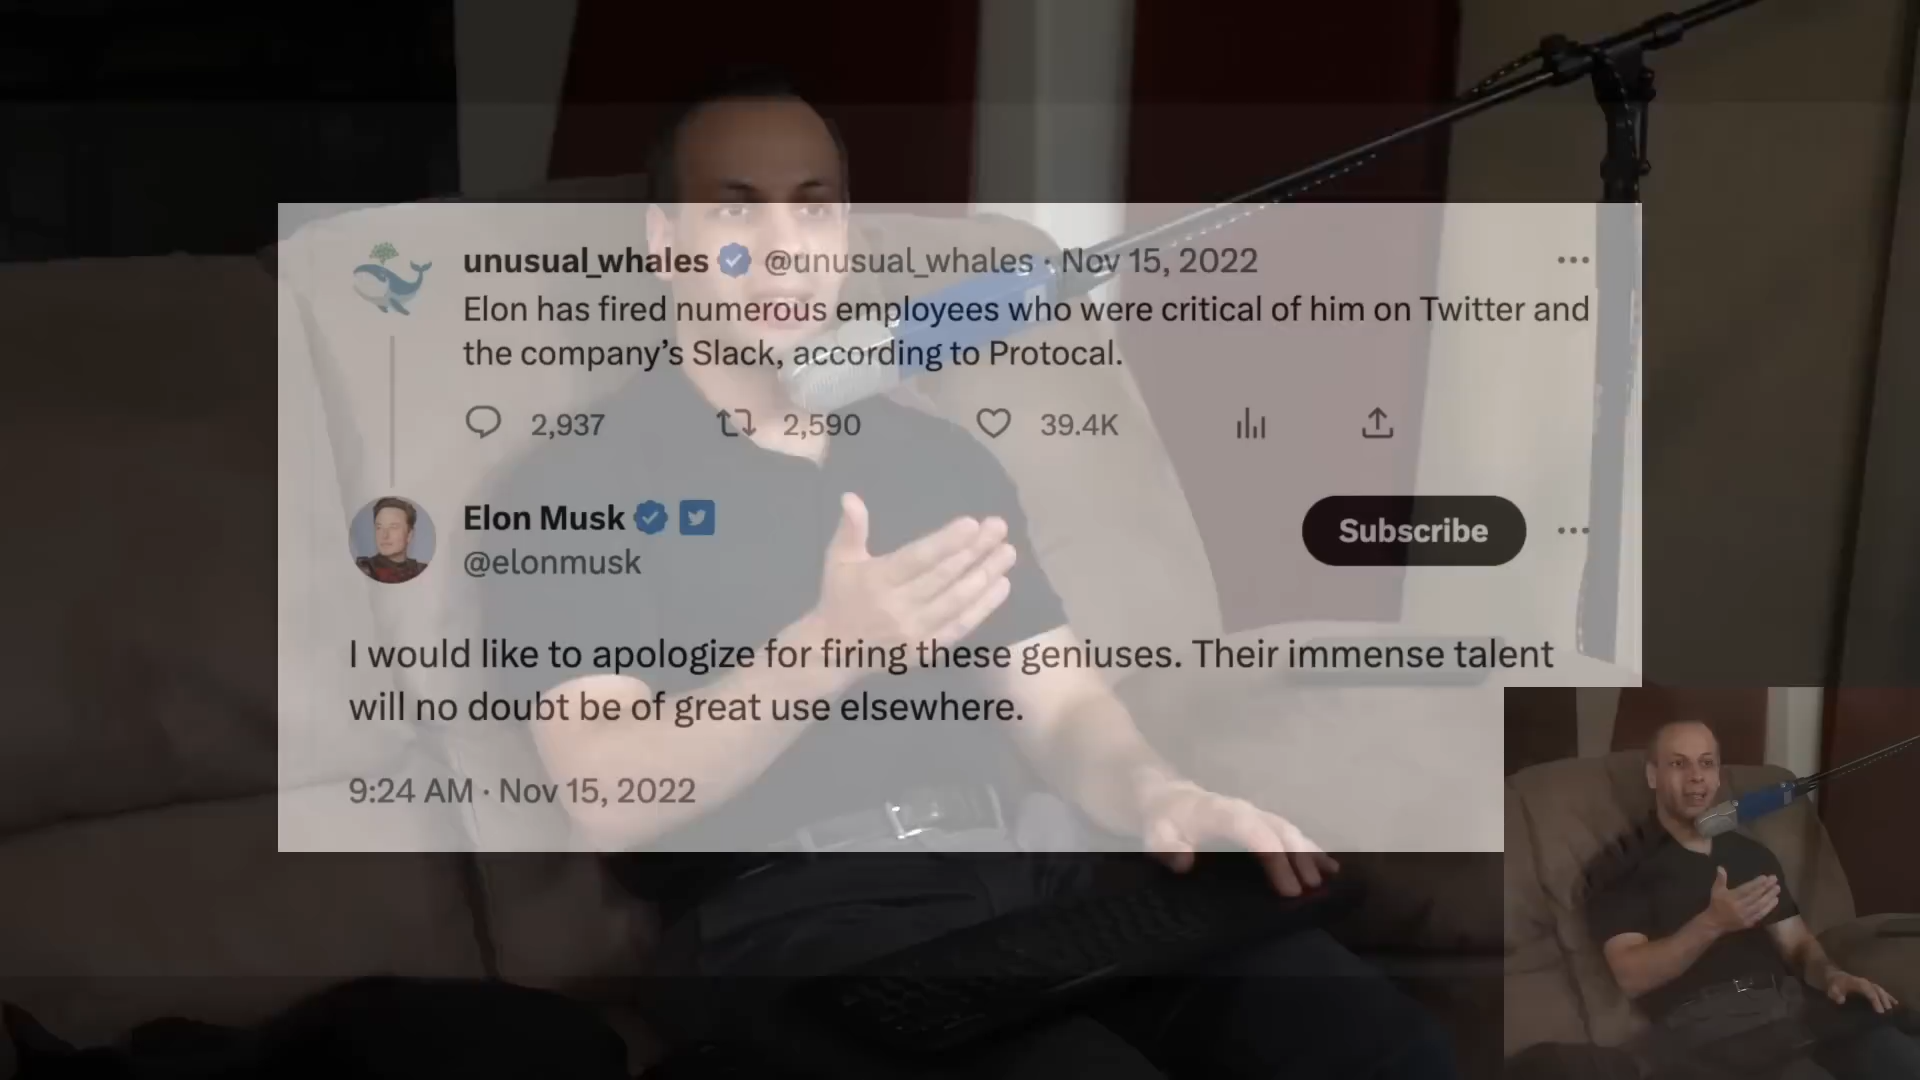 unusual_whales @unusual_whales · Nov 15, 2022
Elon has fired numerous employees who were critical of him on Twitter and
the company’s Slack, according to Protocal.
2,937 2,590 39.4K
Elon Musk
@elonmusk
Subscribe
I would like to apologize for firing these geniuses. Their immense talent
will no doubt be of great use elsewhere.
9:24 AM · Nov 15, 2022